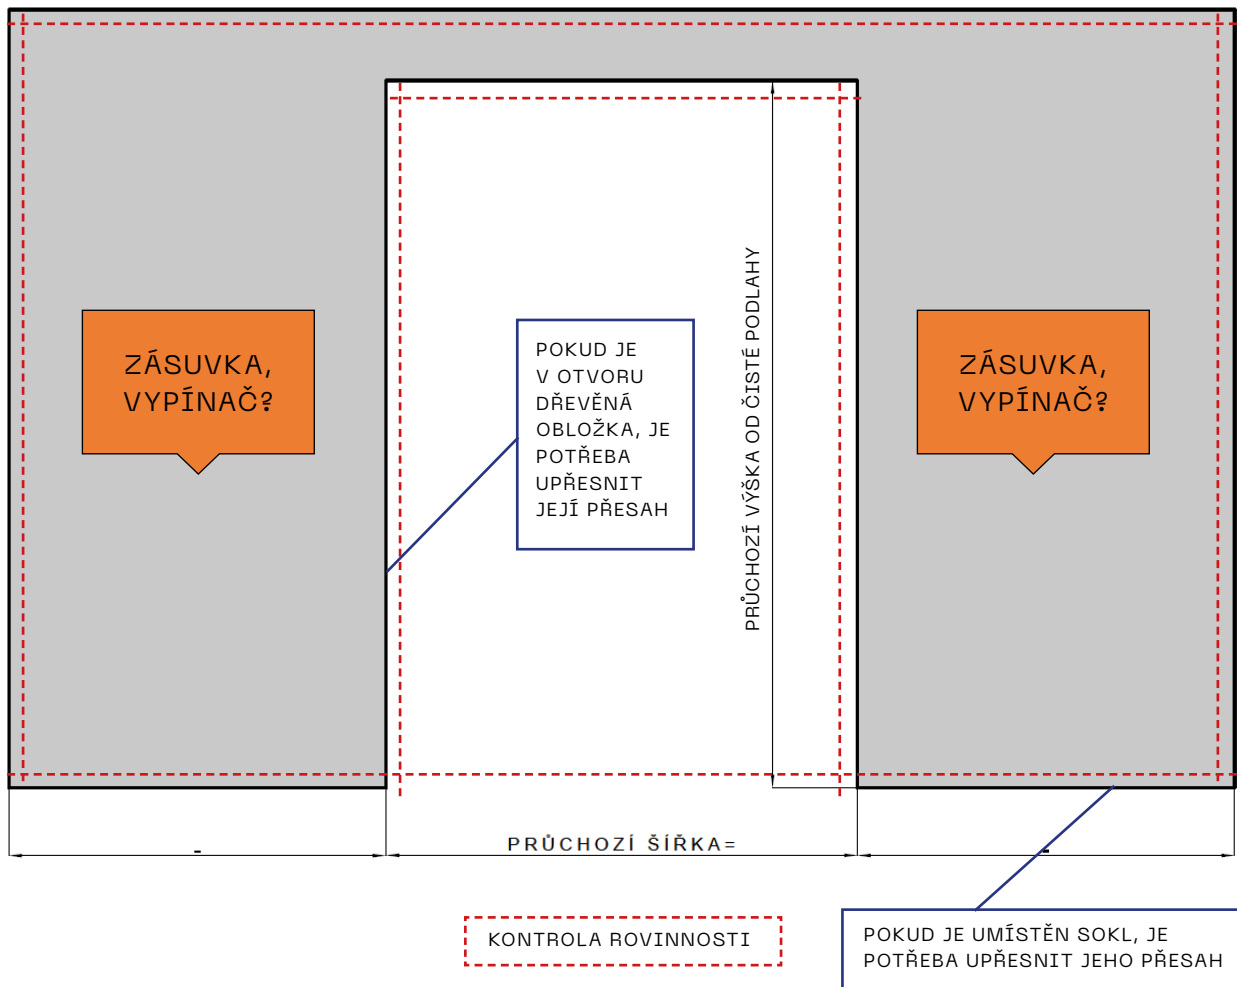 ZÁSUVKA,
VYPÍNAČ?
POKUD JE
V OTVORU
DŘEVĚNÁ
OBLOŽKA, JE
POTŘEBA
UPŘESNIT
JEJÍ PŘESAH
PRŮCHOZÍ VÝŠKA OD ČISTÉ PODLAHY
ZÁSUVKA,
VYPÍNAČ?
-
PRŮCHOZÍ ŠÍŘKA=
-
KONTROLA ROVINNOSTI
POKUD JE UMÍSTĚN SOKL, JE
POTŘEBA UPŘESNIT JEHO PŘESAH